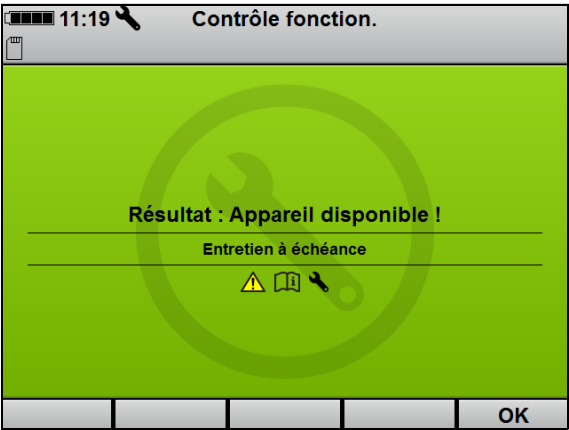 11:19 Contrôle fonction.
Résultat : Appareil disponible !
Entretien à échéance
OK